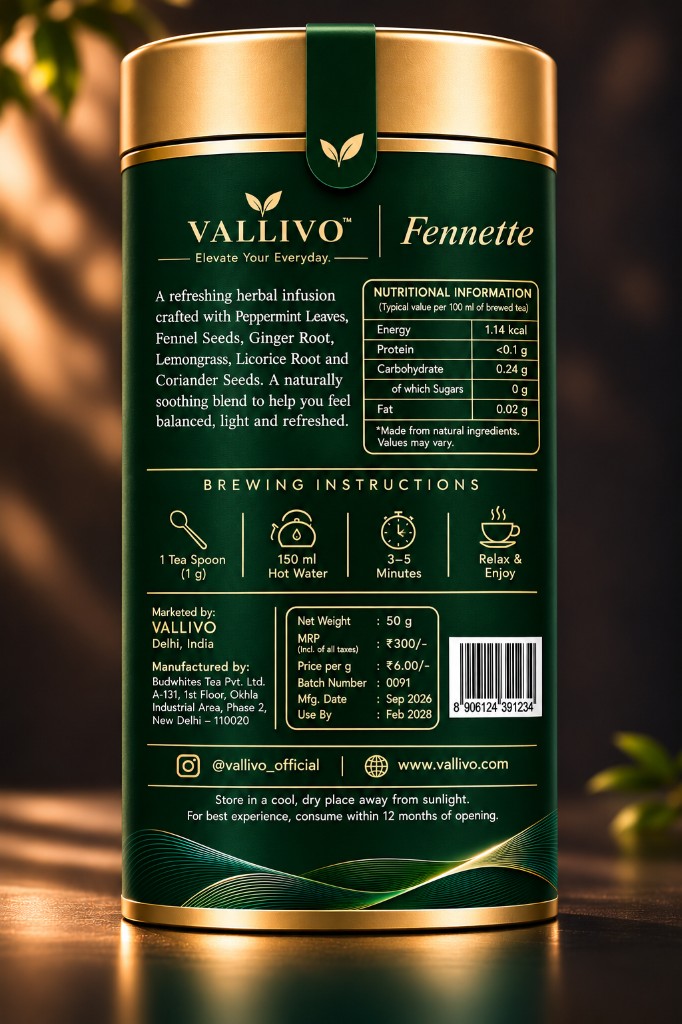 VALLIVO™
Elevate Your Everyday.
Fennette
A refreshing herbal infusion
crafted with Peppermint Leaves,
Fennel Seeds, Ginger Root,
Lemongrass, Licorice Root and
Coriander Seeds. A naturally
soothing blend to help you feel
balanced, light and refreshed.
NUTRITIONAL INFORMATION
(Typical value per 100 ml of brewed tea)
Energy 1.14 kcal
Protein <0.1 g
Carbohydrate 0.24 g
of which Sugars 0 g
Fat 0.02 g
*Made from natural ingredients.
Values may vary.
BREWING INSTRUCTIONS
1 Tea Spoon
(1 g)
150 ml
Hot Water
3–5
Minutes
Relax &
Enjoy
Marketed by:
VALLIVO
Delhi, India
Manufactured by:
Budwhites Tea Pvt. Ltd.
A-131, 1st Floor, Okhla
Industrial Area, Phase 2,
New Delhi – 110020
Net Weight : 50 g
MRP : ₹300/-
(Incl. of all taxes)
Price per g : ₹6.00/-
Batch Number : 0091
Mfg. Date : Sep 2026
Use By : Feb 2028
8 906124 391234
@vallivo_official
www.vallivo.com
Store in a cool, dry place away from sunlight.
For best experience, consume within 12 months of opening.